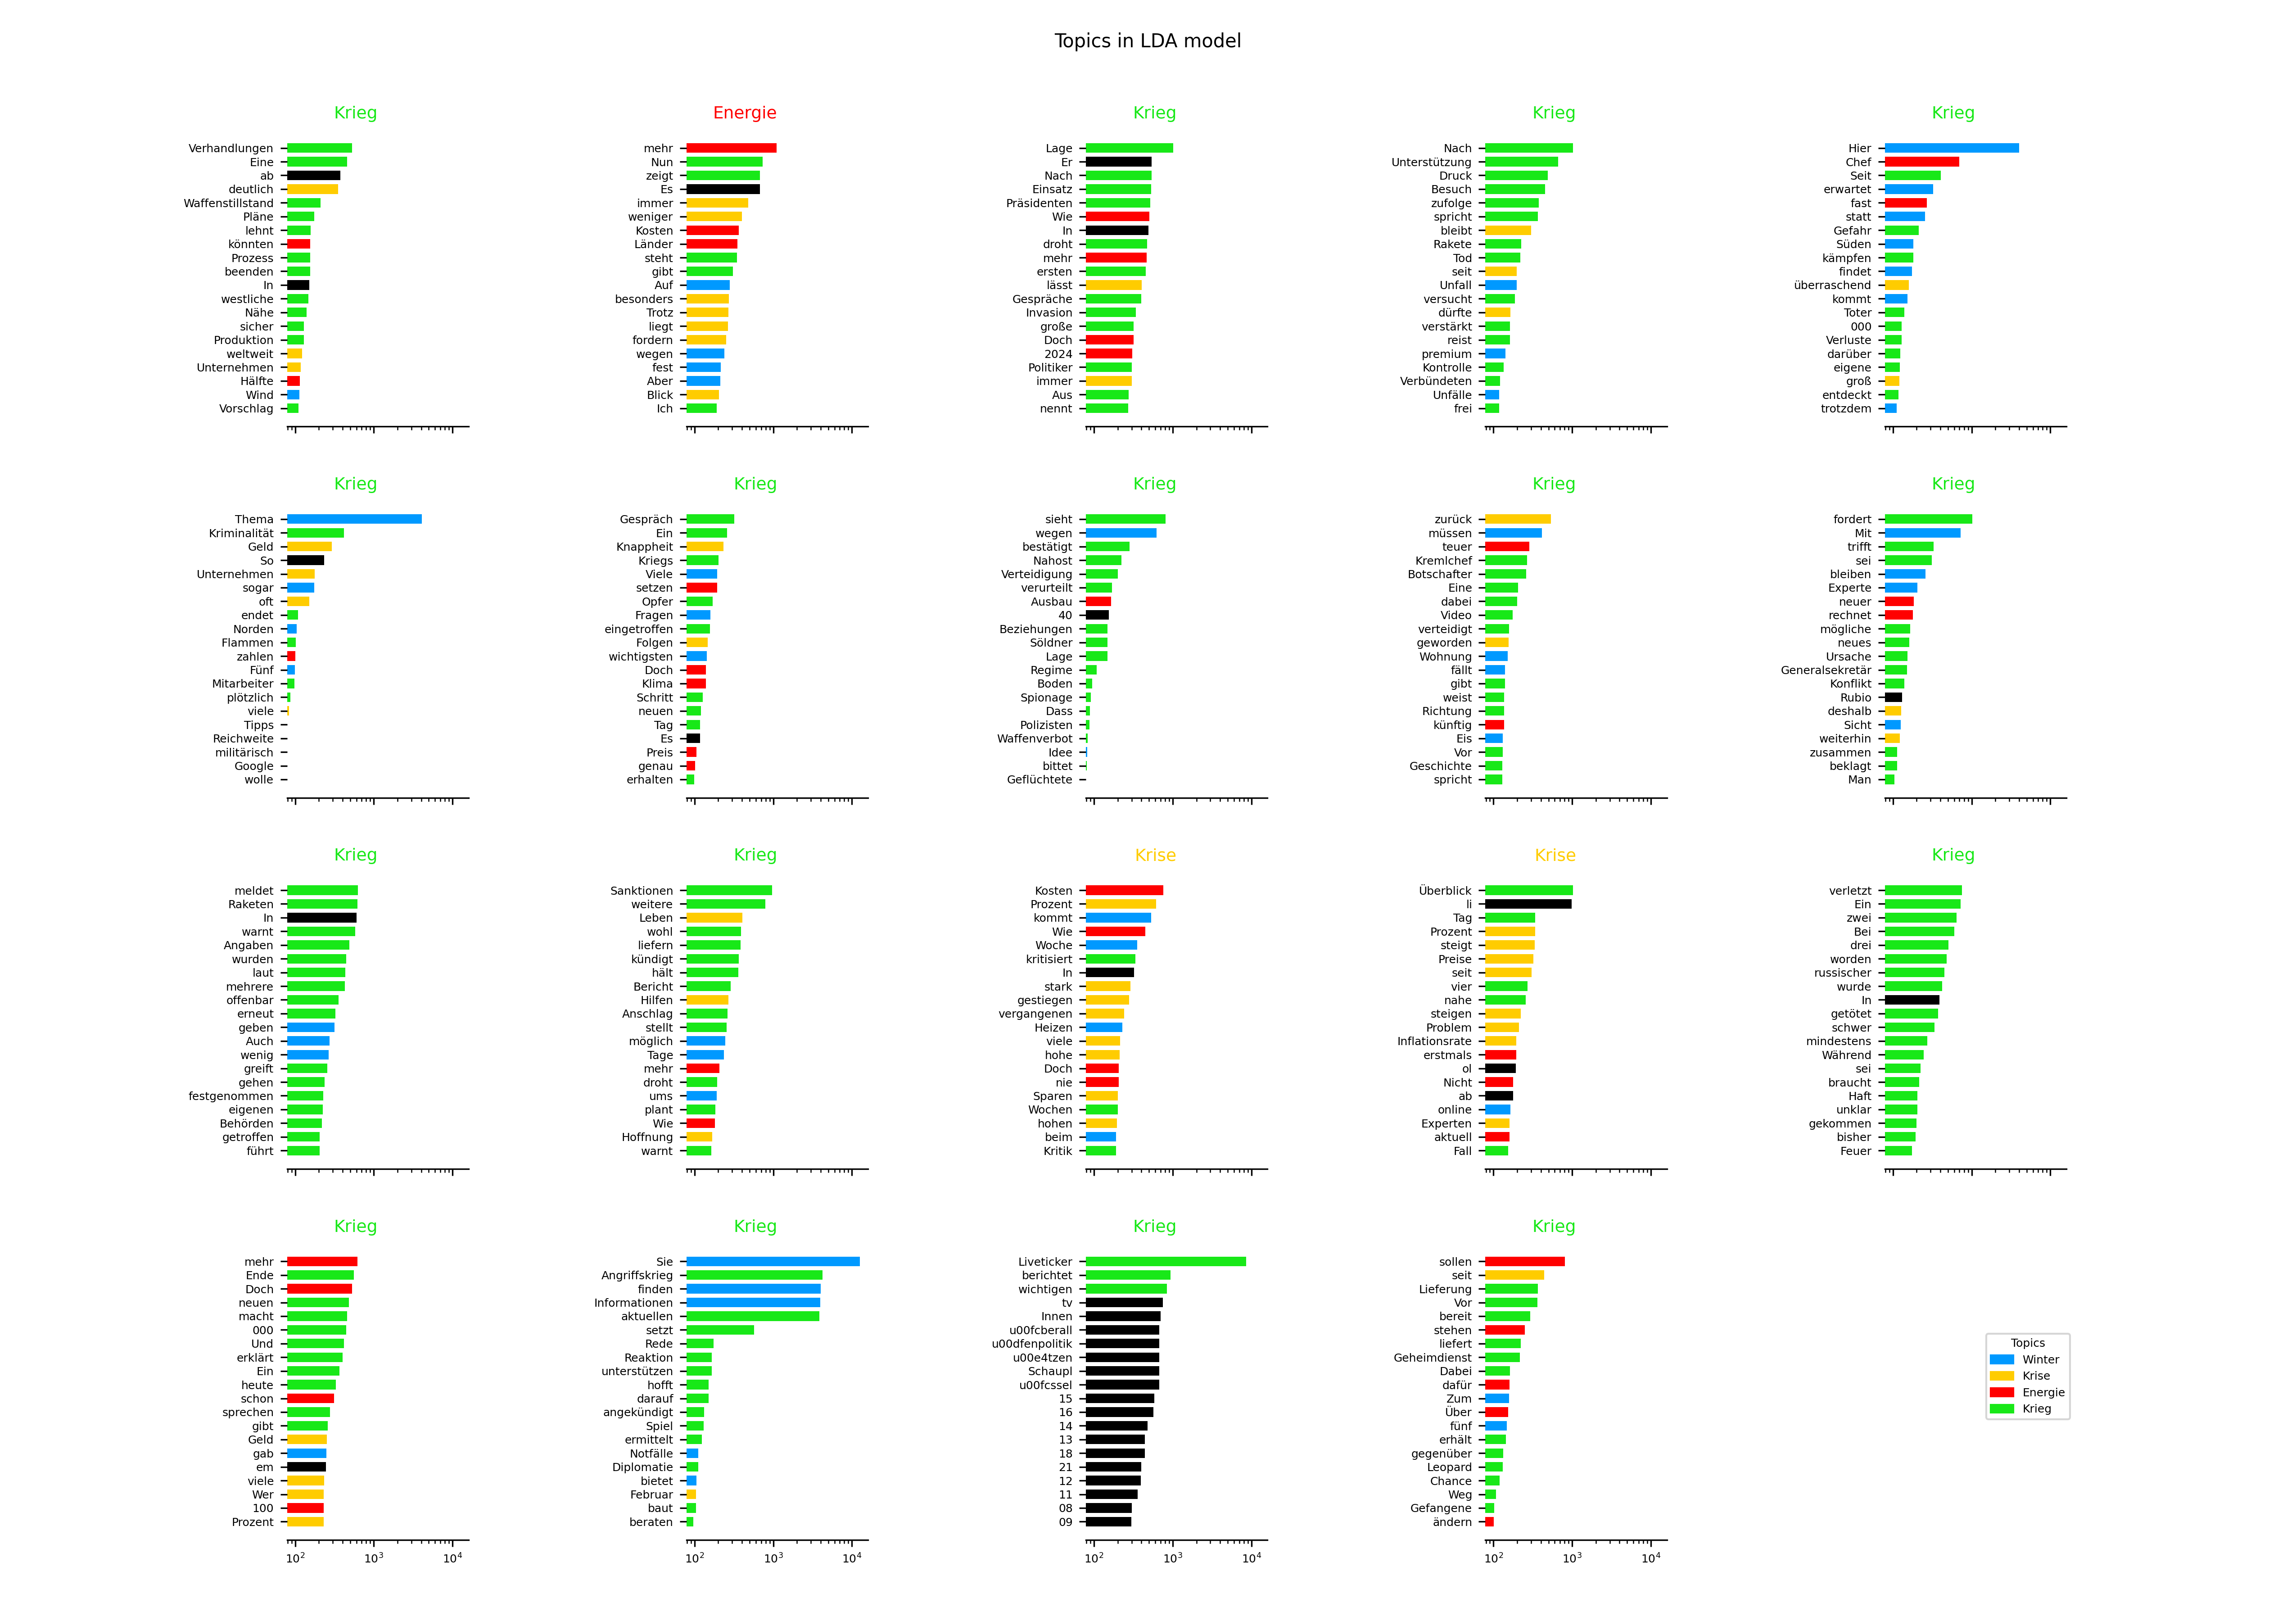 Topics in LDA model
Krieg
Verhandlungen
Eine
ab
deutlich
Waffenstillstand
Pläne
lehnt
könnten
Prozess
beenden
In
westliche
Nähe
sicher
Produktion
weltweit
Unternehmen
Hälfte
Wind
Vorschlag
Energie
mehr
Nun
zeigt
Es
immer
weniger
Kosten
Länder
steht
gibt
Auf
besonders
Trotz
liegt
fordern
wegen
fest
Aber
Blick
Ich
Krieg
Lage
Er
Nach
Einsatz
Präsidenten
Wie
In
droht
mehr
ersten
lässt
Gespräche
Invasion
große
Doch
2024
Politiker
immer
Aus
nennt
Krieg
Nach
Unterstützung
Druck
Besuch
zufolge
spricht
bleibt
Rakete
Tod
seit
Unfall
versucht
dürfte
verstärkt
reist
premium
Kontrolle
Verbündeten
Unfälle
frei
Krieg
Hier
Chef
Seit
erwartet
fast
statt
Gefahr
Süden
kämpfen
findet
überraschend
kommt
Toter
000
Verluste
darüber
eigene
groß
entdeckt
trotzdem
Krieg
Thema
Kriminalität
Geld
So
Unternehmen
sogar
oft
endet
Norden
Flammen
zahlen
Fünf
Mitarbeiter
plötzlich
viele
Tipps
Reichweite
militärisch
Google
wolle
Krieg
Gespräch
Ein
Knappheit
Kriegs
Viele
setzen
Opfer
Fragen
eingetroffen
Folgen
wichtigsten
Doch
Klima
Schritt
neuen
Tag
Es
Preis
genau
erhalten
Krieg
sieht
wegen
bestätigt
Nahost
Verteidigung
verurteilt
Ausbau
40
Beziehungen
Söldner
Lage
Regime
Boden
Spionage
Dass
Polizisten
Waffenverbot
Idee
bittet
Geflüchtete
Krieg
zurück
müssen
teuer
Kremlchef
Botschafter
Eine
dabei
Video
verteidigt
geworden
Wohnung
fällt
gibt
weist
Richtung
künftig
Eis
Vor
Geschichte
spricht
Krieg
fordert
Mit
trifft
sei
bleiben
Experte
neuer
rechnet
mögliche
neues
Ursache
Generalsekretär
Konflikt
Rubio
deshalb
Sicht
weiterhin
zusammen
beklagt
Man
Krieg
meldet
Raketen
In
warnt
Angaben
wurden
laut
mehrere
offenbar
erneut
geben
Auch
wenig
greift
gehen
festgenommen
eigenen
Behörden
getroffen
führt
Krieg
Sanktionen
weitere
Leben
wohl
liefern
kündigt
hält
Bericht
Hilfen
Anschlag
stellt
möglich
Tage
mehr
droht
ums
plant
Wie
Hoffnung
warnt
Krise
Kosten
Prozent
kommt
Wie
Woche
kritisiert
In
stark
gestiegen
vergangenen
Heizen
viele
hohe
Doch
nie
Sparen
Wochen
hohen
beim
Kritik
Krise
Überblick
li
Tag
Prozent
steigt
Preise
seit
vier
nahe
steigen
Problem
Inflationsrate
erstmals
ol
Nicht
ab
online
Experten
aktuell
Fall
Krieg
verletzt
Ein
zwei
Bei
drei
worden
russischer
wurde
In
getötet
schwer
mindestens
Während
sei
braucht
Haft
unklar
gekommen
bisher
Feuer
Krieg
mehr
Ende
Doch
neuen
macht
000
Und
erklärt
Ein
heute
schon
sprechen
gibt
Geld
gab
em
viele
Wer
100
Prozent
10² 10³ 10⁴
Krieg
Sie
Angriffskrieg
finden
Informationen
aktuellen
setzt
Rede
Reaktion
unterstützen
hofft
darauf
angekündigt
Spiel
ermittelt
Notfälle
Diplomatie
bietet
Februar
baut
beraten
10² 10³ 10⁴
Krieg
Liveticker
berichtet
wichtigen
tv
Innen
u00fcberall
u00dfenpolitik
u00e4tzen
Schaupl
u00fcssel
15
16
14
13
18
21
12
11
08
09
10² 10³ 10⁴
Krieg
sollen
seit
Lieferung
Vor
bereit
stehen
liefert
Geheimdienst
Dabei
dafür
Zum
Über
fünf
erhält
gegenüber
Leopard
Chance
Weg
Gefangene
ändern
10² 10³ 10⁴
Topics
Winter
Krise
Energie
Krieg